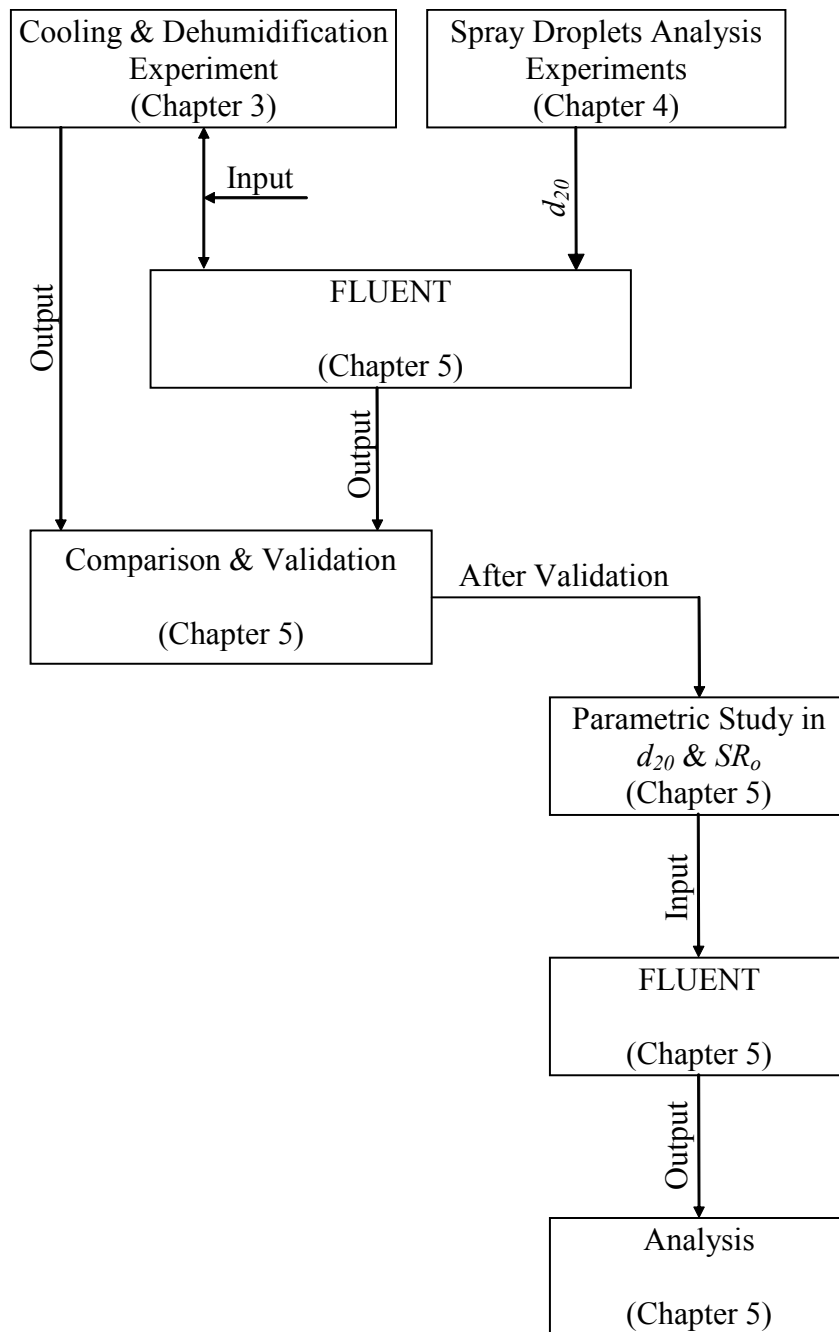 Cooling & Dehumidification
Experiment
(Chapter 3)
Spray Droplets Analysis
Experiments
(Chapter 4)
Input
d20
Output
FLUENT
(Chapter 5)
Output
Comparison & Validation
(Chapter 5)
After Validation
Parametric Study in
d20 & SRo
(Chapter 5)
Input
FLUENT
(Chapter 5)
Output
Analysis
(Chapter 5)